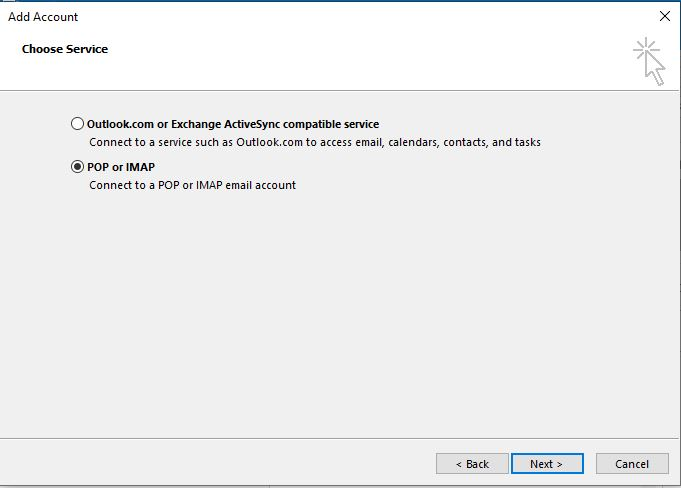 Add Account
Choose Service
Outlook.com or Exchange ActiveSync compatible service
Connect to a service such as Outlook.com to access email, calendars, contacts, and tasks
POP or IMAP
Connect to a POP or IMAP email account
< Back Next > Cancel